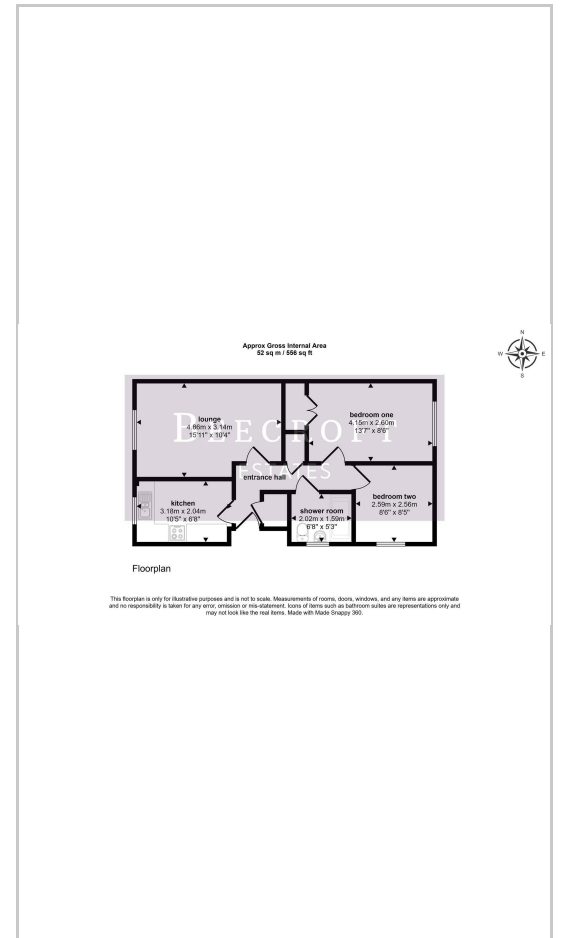 N
W E
S
Approx Gross Internal Area
52 sq m / 556 sq ft
BEECROFT
ESTATES
lounge
4.86m x 3.14m
15'11" x 10'4"
bedroom one
4.15m x 2.60m
13'7" x 8'6"
entrance hall
kitchen
3.18m x 2.04m
10'5" x 6'8"
shower room
2.02m x 1.59m
6'8" x 5'3"
bedroom two
2.59m x 2.56m
8'6" x 8'5"
Floorplan
This floorplan is only for illustrative purposes and is not to scale. Measurements of rooms, doors, windows, and any items are approximate
and no responsibility is taken for any error, omission or mis-statement. Icons of items such as bathroom suites are representations only and
may not look like the real items. Made with Made Snappy 360.